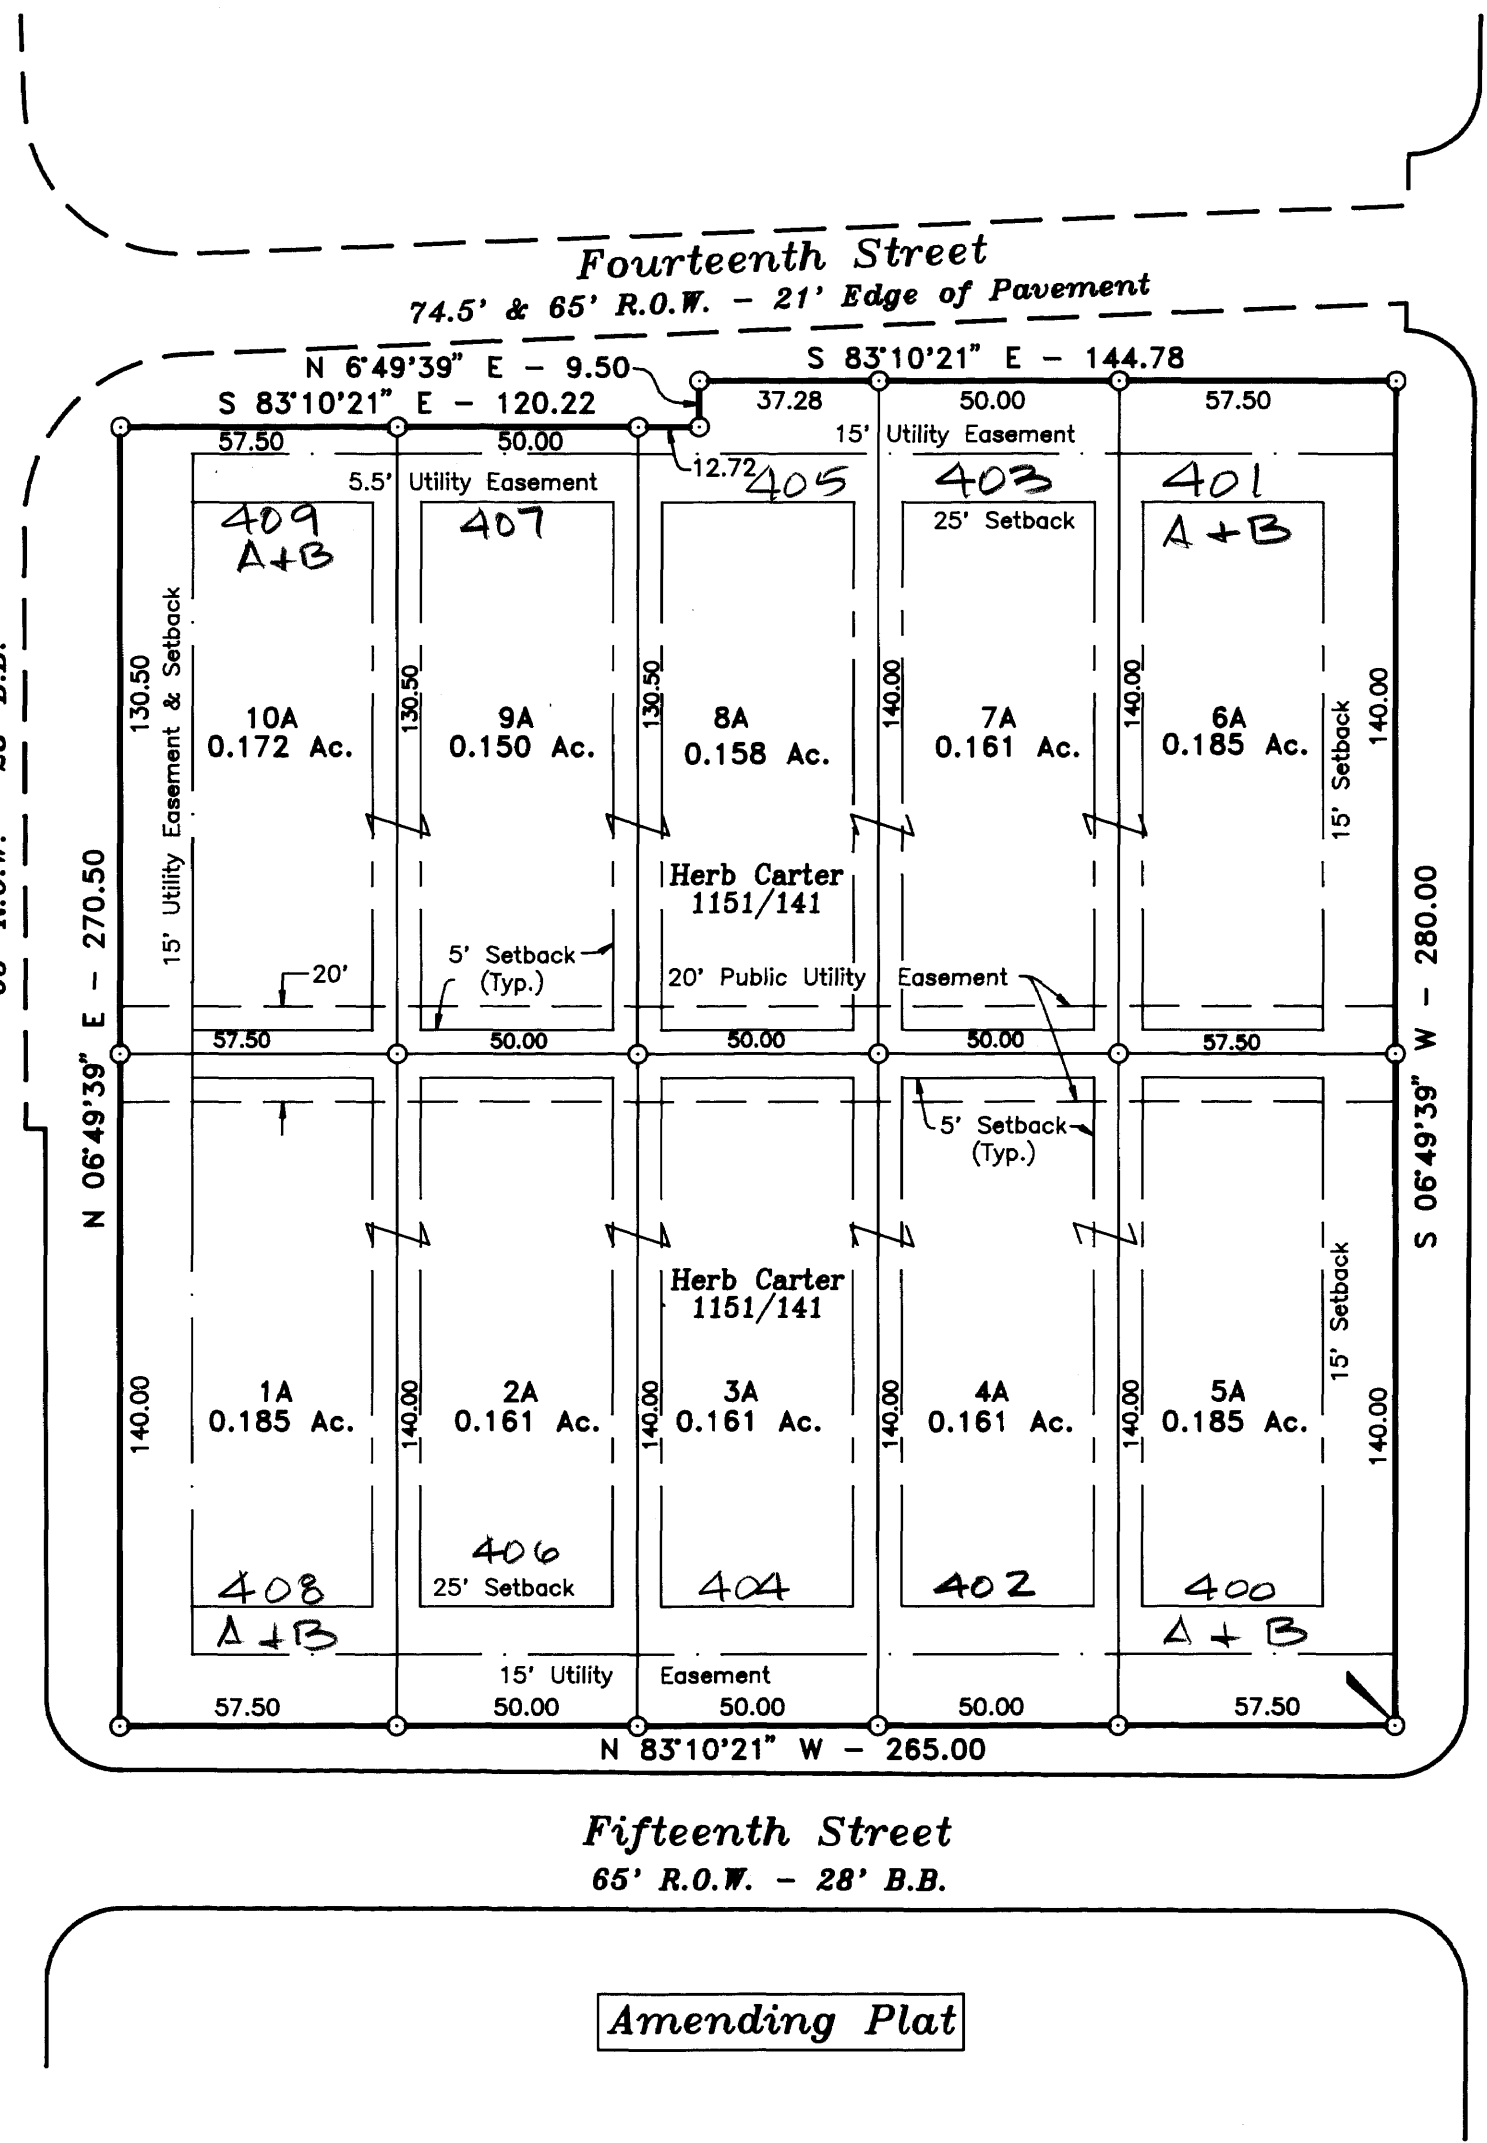 Fourteenth Street
74.5' & 65' R.O.W. - 21' Edge of Pavement
N 6°49'39" E - 9.50
S 83°10'21" E - 144.78
S 83°10'21" E - 120.22
37.28
50.00
57.50
57.50
50.00
12.72
15' Utility Easement
5.5' Utility Easement
405
403
401
409
407
25' Setback
A+B
A+B
15' Utility Easement & Setback
130.50
130.50
130.50
140.00
140.00
140.00
10A
0.172 Ac.
9A
0.150 Ac.
8A
0.158 Ac.
7A
0.161 Ac.
6A
0.185 Ac.
15' Setback
Herb Carter
1151/141
N 06°49'39" E - 270.50
S 06°49'39" W - 280.00
5' Setback
(Typ.)
20'
20' Public Utility Easement
57.50
50.00
50.00
50.00
57.50
5' Setback
(Typ.)
Herb Carter
1151/141
15' Setback
140.00
140.00
140.00
140.00
140.00
140.00
1A
0.185 Ac.
2A
0.161 Ac.
3A
0.161 Ac.
4A
0.161 Ac.
5A
0.185 Ac.
406
408
25' Setback
404
402
400
A+B
A+B
15' Utility Easement
57.50
50.00
50.00
50.00
57.50
N 83°10'21" W - 265.00
Fifteenth Street
65' R.O.W. - 28' B.B.
Amending Plat